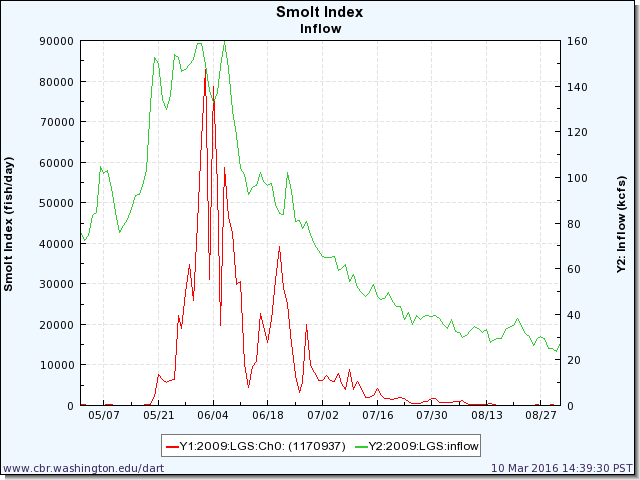 Smolt Index
Inflow
Smolt Index (fish/day)
90000
80000
70000
60000
50000
40000
30000
20000
10000
0
160
140
120
100
80
60
40
20
0
Y2: Inflow (kcfs)
05/07 05/21 06/04 06/18 07/02 07/16 07/30 08/13 08/27
Y1:2009:LGS:Ch0: (1170937) Y2:2009:LGS:inflow
www.cbr.washington.edu/dart 10 Mar 2016 14:39:30 PST